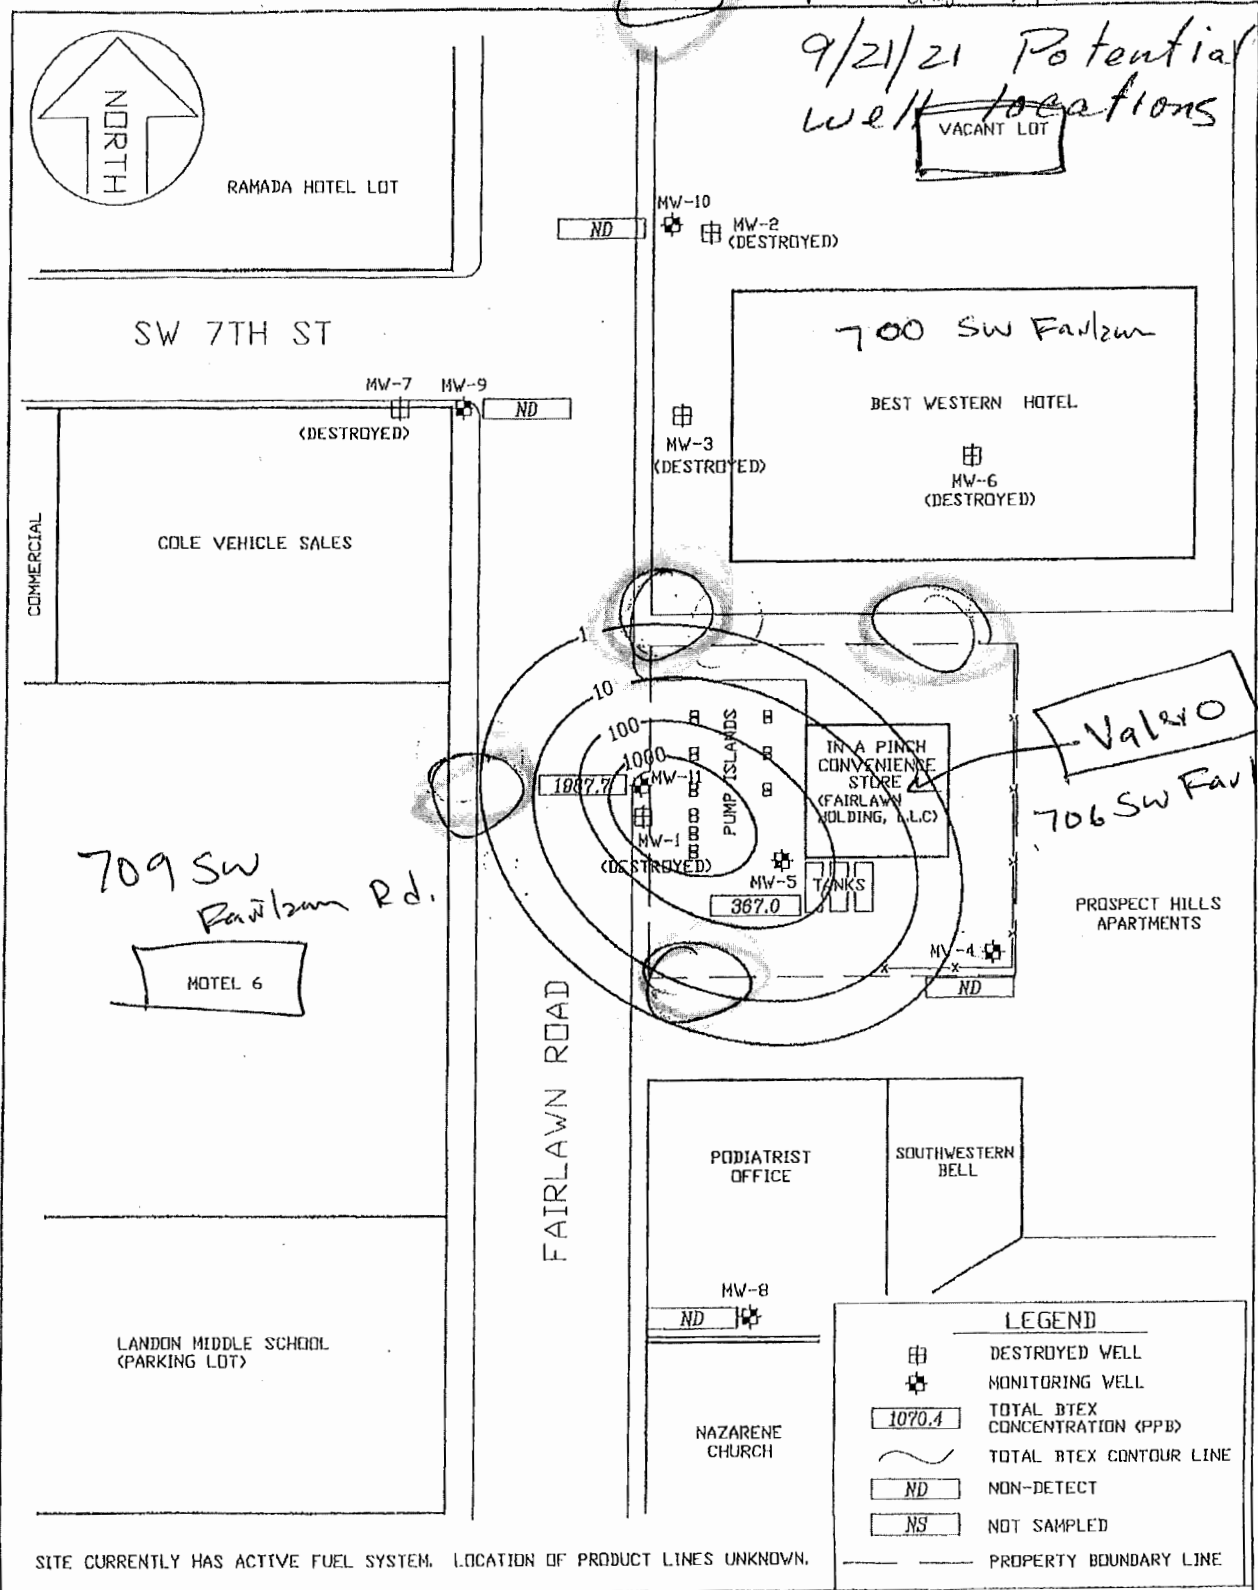 9/21/21 Potential
well locations
VACANT LOT
NORTH
RAMADA HOTEL LOT
MW-10
ND
MW-2
(DESTROYED)
SW 7TH ST
700 SW
BEST WESTERN HOTEL
MW-7
MW-9
ND
(DESTROYED)
MW-3
(DESTROYED)
MW-6
(DESTROYED)
COMMERCIAL
COLE VEHICLE SALES
1
10
100
1000
PUMP ISLANDS
IN A PINCH
CONVENIENCE
STORE
(FAIRLAWN
HOLDING, L.L.C)
Valero
706 SW
MW-11
MW-1
(DESTROYED)
MW-5
367.0
TANKS
709 SW
Rd.
MOTEL 6
PROSPECT HILLS
APARTMENTS
MW-4
ND
FAIRLAWN ROAD
PODIATRIST
OFFICE
SOUTHWESTERN
BELL
MW-8
ND
LANDON MIDDLE SCHOOL
(PARKING LOT)
NAZARENE
CHURCH
LEGEND
DESTROYED WELL
MONITORING WELL
1070.4
TOTAL BTEX
CONCENTRATION (PPB)
TOTAL BTEX CONTOUR LINE
ND
NON-DETECT
NS
NOT SAMPLED
PROPERTY BOUNDARY LINE
SITE CURRENTLY HAS ACTIVE FUEL SYSTEM. LOCATION OF PRODUCT LINES UNKNOWN.